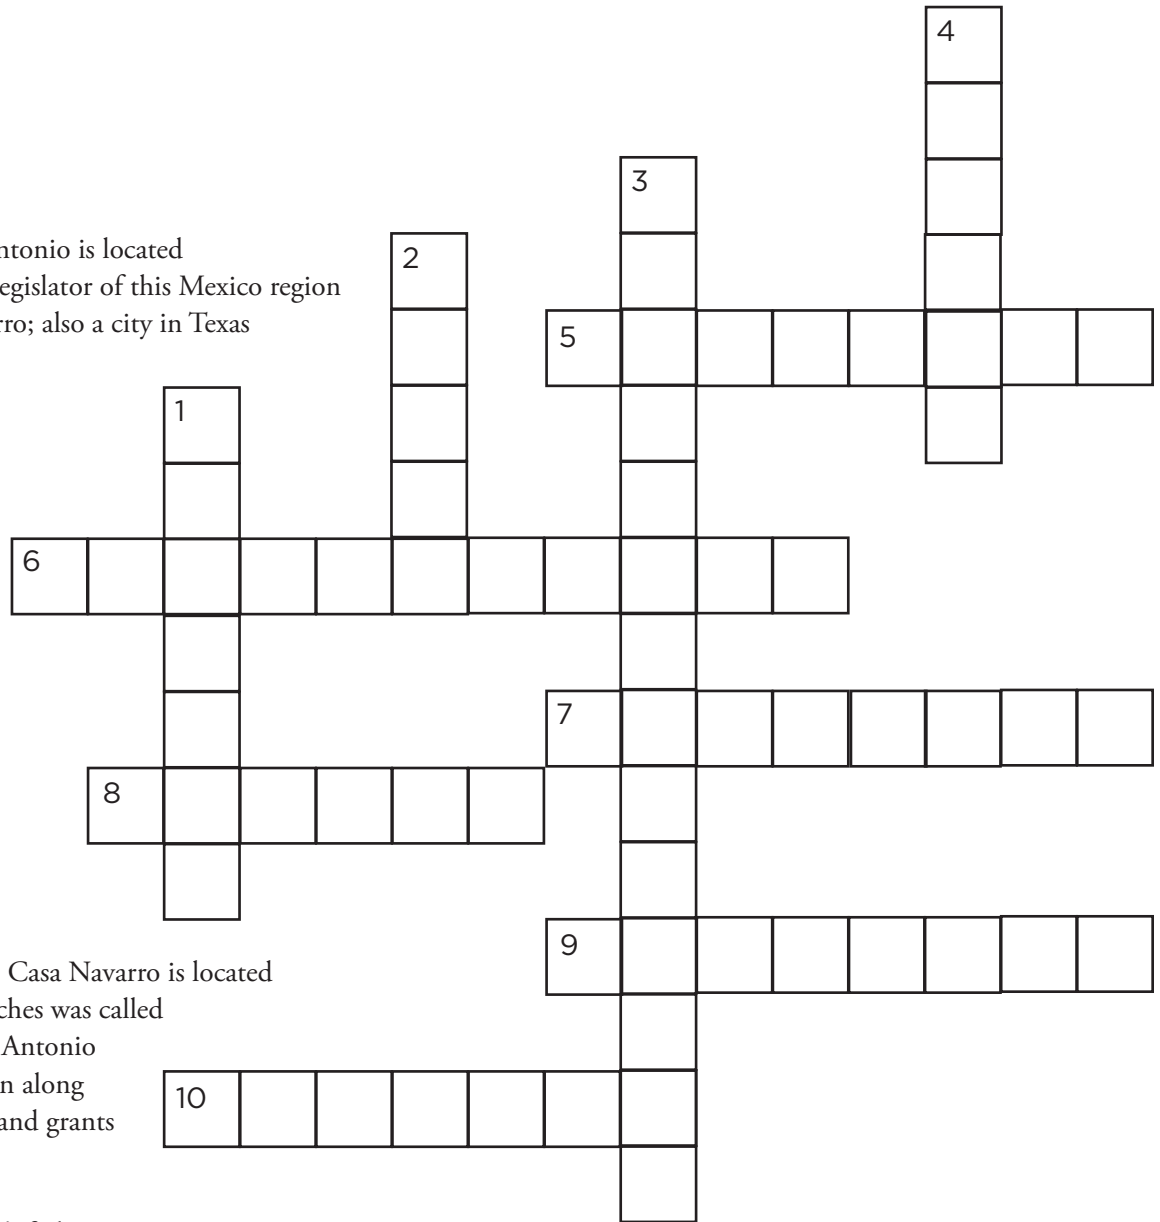 4
3
ntonio is located
2
egislator of this Mexico region
rro; also a city in Texas
5
1
6
7
8
9
Casa Navarro is located
ches was called
Antonio
n along
10
and grants